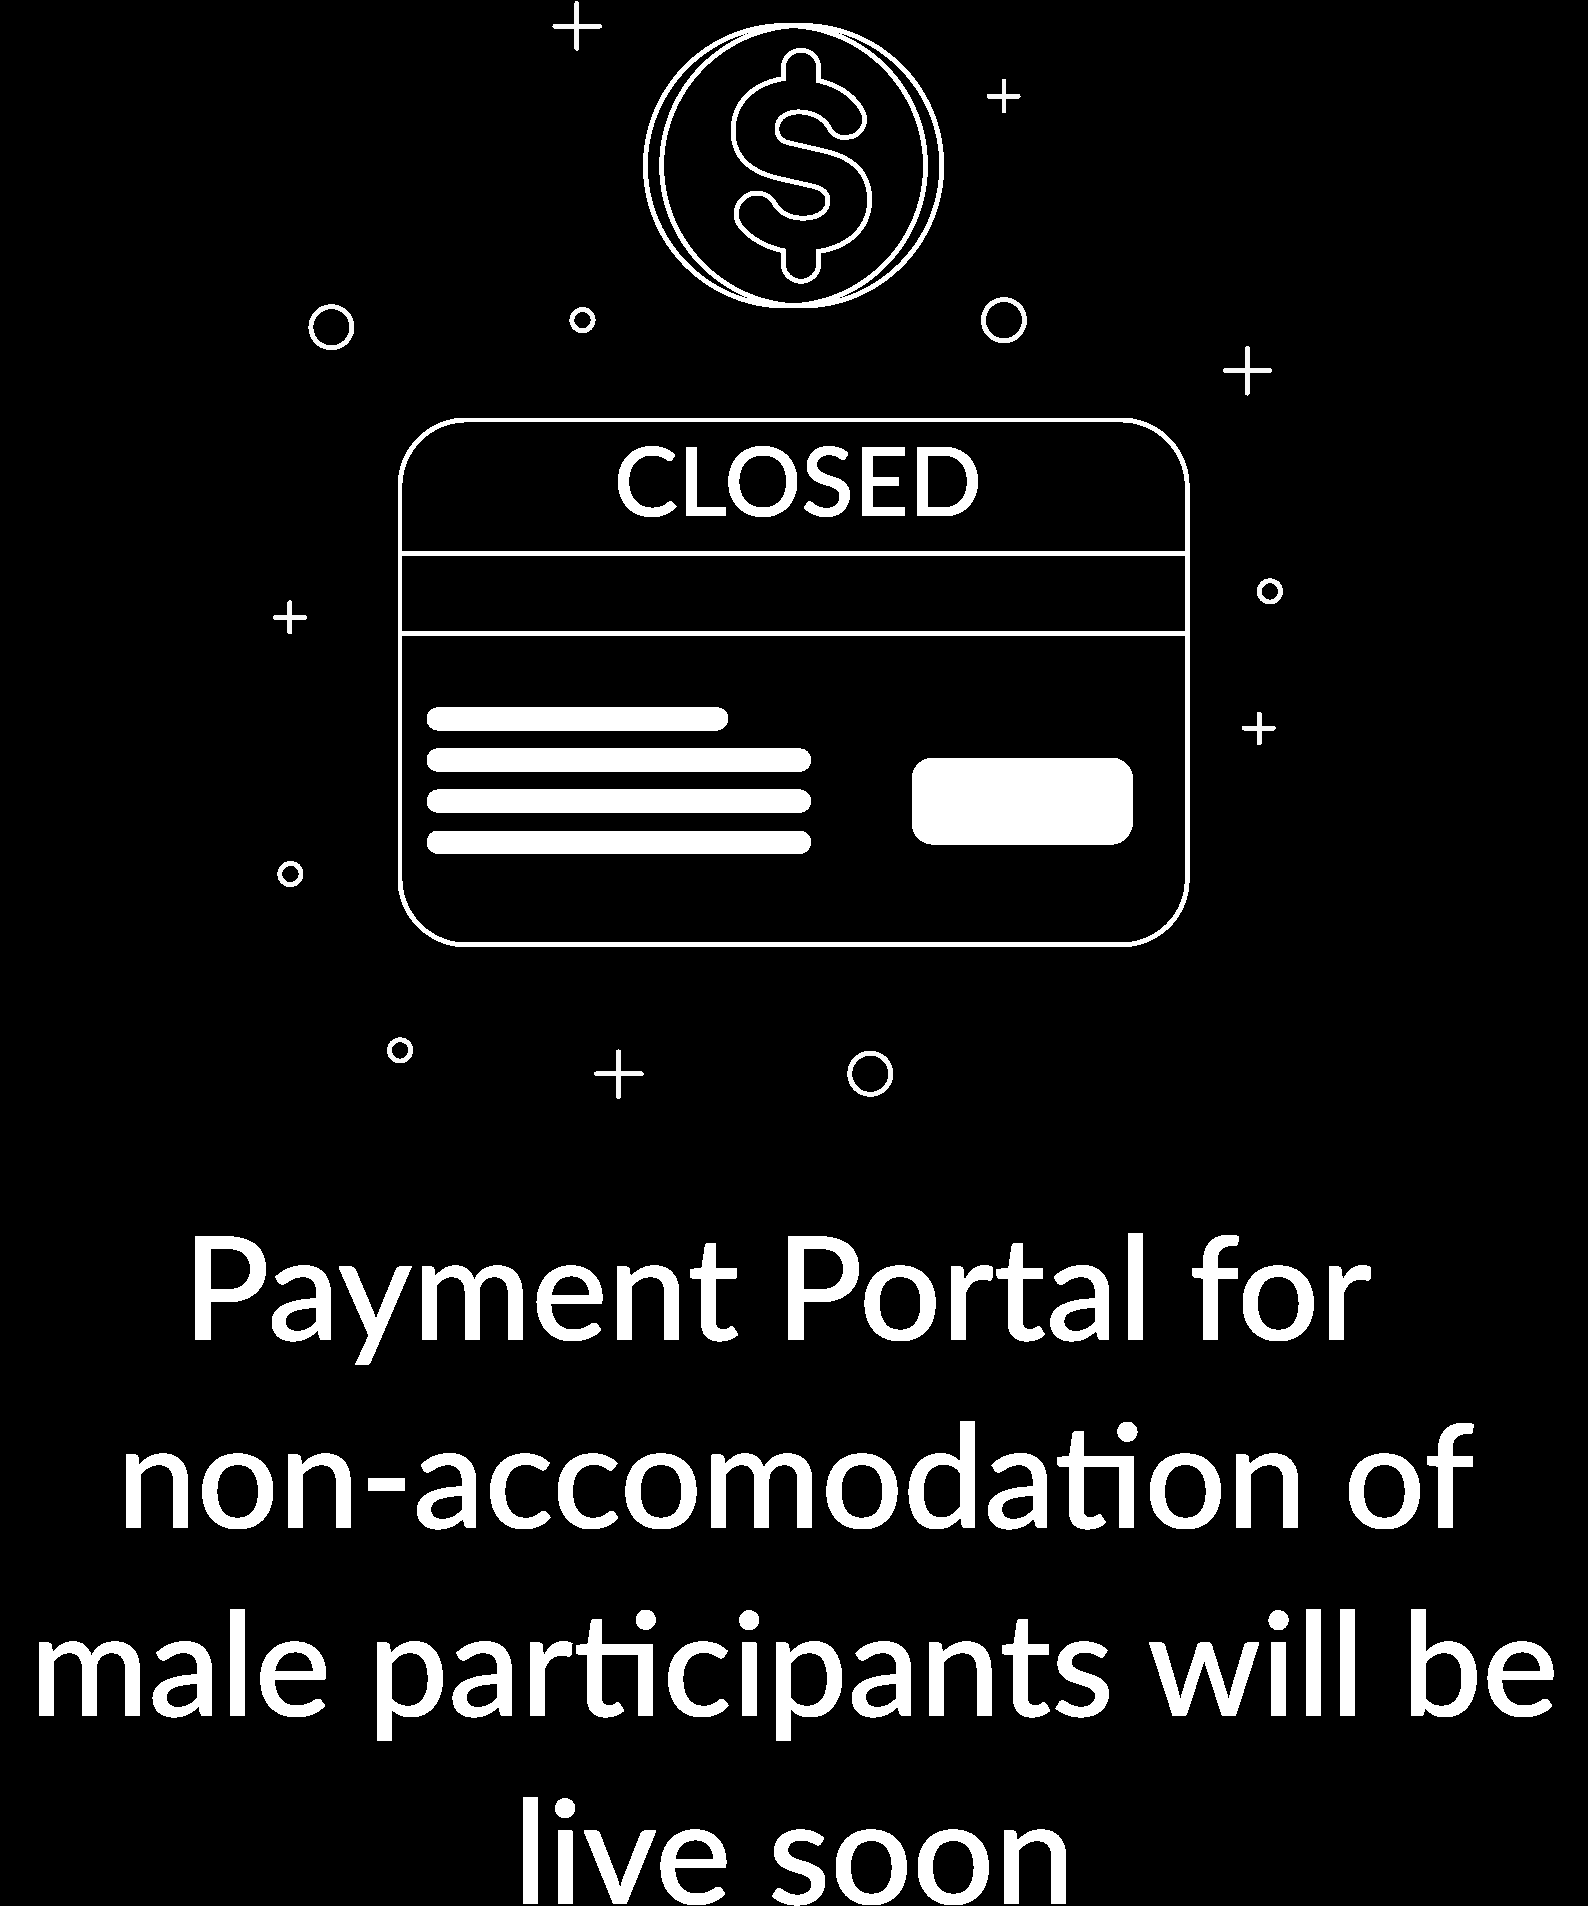 CLOSED
Payment Portal for
non-accomodation of
male participants will be
live soon